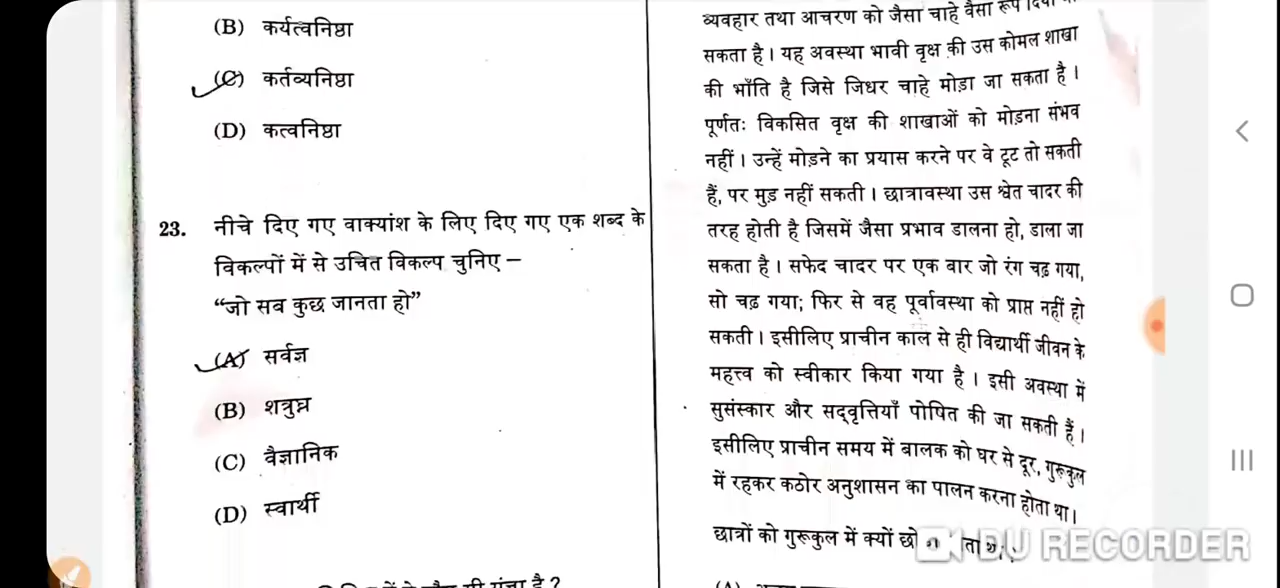 (B) कर्यत्वनिष्ठा
(C) कर्तव्यनिष्ठा
(D) कत्वनिष्ठा
23. नीचे दिए गए वाक्यांश के लिए दिए गए एक शब्द के
विकल्पों में से उचित विकल्प चुनिए –
“जो सब कुछ जानता हो”
(A) सर्वज्ञ
(B) शत्रुघ्न
(C) वैज्ञानिक
(D) स्वार्थी
व्यवहार तथा आचरण को जैसा चाहे वैसा रूप दिया
सकता है। यह अवस्था भावी वृक्ष की उस कोमल शाखा
की भाँति है जिसे जिधर चाहे मोड़ा जा सकता है।
पूर्णतः विकसित वृक्ष की शाखाओं को मोड़ना संभव
नहीं। उन्हें मोड़ने का प्रयास करने पर वे टूट तो सकती
हैं, पर मुड़ नहीं सकती। छात्रावस्था उस श्वेत चादर की
तरह होती है जिसमें जैसा प्रभाव डालना हो, डाला जा
सकता है। सफेद चादर पर एक बार जो रंग चढ़ गया,
सो चढ़ गया; फिर से वह पूर्वावस्था को प्राप्त नहीं हो
सकती। इसीलिए प्राचीन काल से ही विद्यार्थी जीवन के
महत्त्व को स्वीकार किया गया है। इसी अवस्था में
सुसंस्कार और सद्‌वृत्तियाँ पोषित की जा सकती हैं।
इसीलिए प्राचीन समय में बालक को घर से दूर, गुरूकुल
में रहकर कठोर अनुशासन का पालन करना होता था।
छात्रों को गुरूकुल में क्यों
DU RECORDER